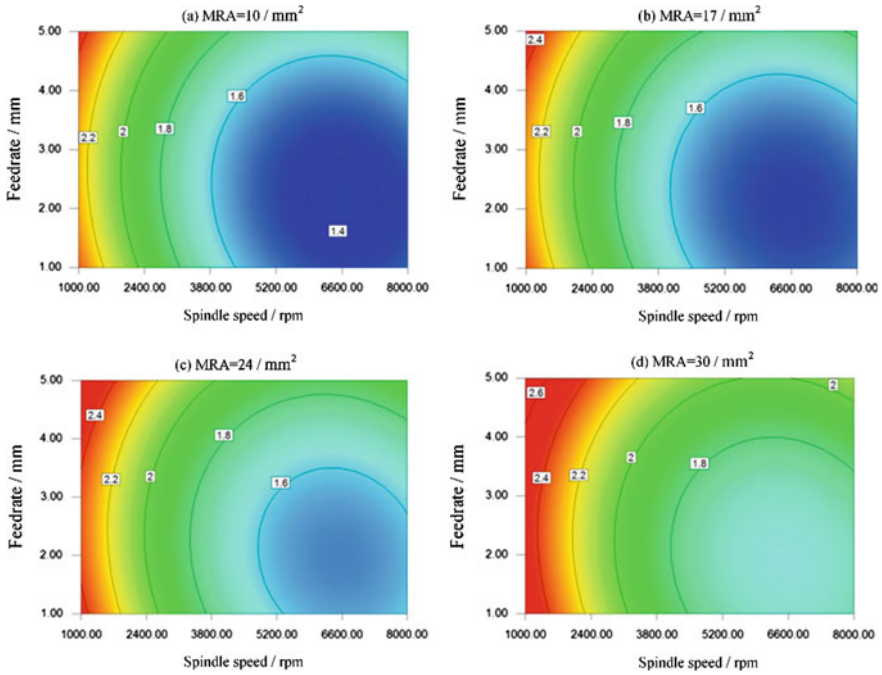 (a) MRA=10 / mm²
5.00
4.00
3.00
2.00
1.00
Feedrate / mm
2.2
2
1.8
1.6
1.4
1000.00 2400.00 3800.00 5200.00 6600.00 8000.00
Spindle speed / rpm
(b) MRA=17 / mm²
5.00
4.00
3.00
2.00
1.00
Feedrate / mm
2.4
2.2
2
1.8
1.6
1000.00 2400.00 3800.00 5200.00 6600.00 8000.00
Spindle speed / rpm
(c) MRA=24 / mm²
5.00
4.00
3.00
2.00
1.00
Feedrate / mm
2.4
2.2
2
1.8
1.6
1000.00 2400.00 3800.00 5200.00 6600.00 8000.00
Spindle speed / rpm
(d) MRA=30 / mm²
5.00
4.00
3.00
2.00
1.00
Feedrate / mm
2.6
2.4
2.2
2
1.8
2
1000.00 2400.00 3800.00 5200.00 6600.00 8000.00
Spindle speed / rpm